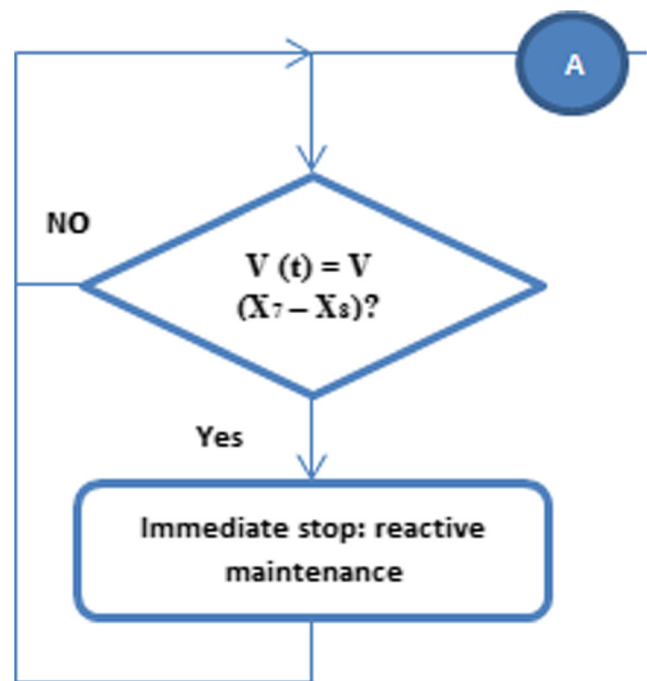 A
NO
V (t) = V
(X₇ – X₈)?
Yes
Immediate stop: reactive
maintenance